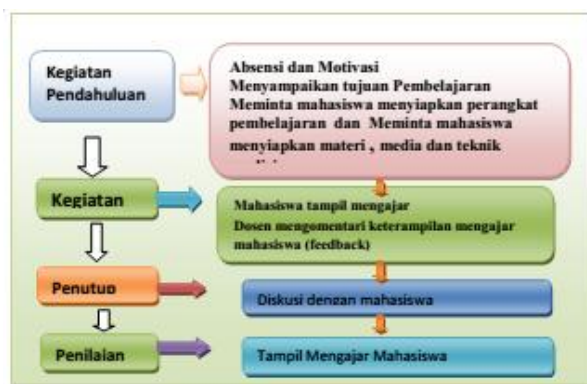 Kegiatan
Pendahuluan
Absensi dan Motivasi
Menyampaikan tujuan Pembelajaran
Meminta mahasiswa menyiapkan perangkat
pembelajaran dan Meminta mahasiswa
menyiapkan materi , media dan teknik
Kegiatan
Mahasiswa tampil mengajar
Dosen mengomentari keterampilan mengajar
mahasiswa (feedback)
Penutup
Diskusi dengan mahasiswa
Penilaian
Tampil Mengajar Mahasiswa